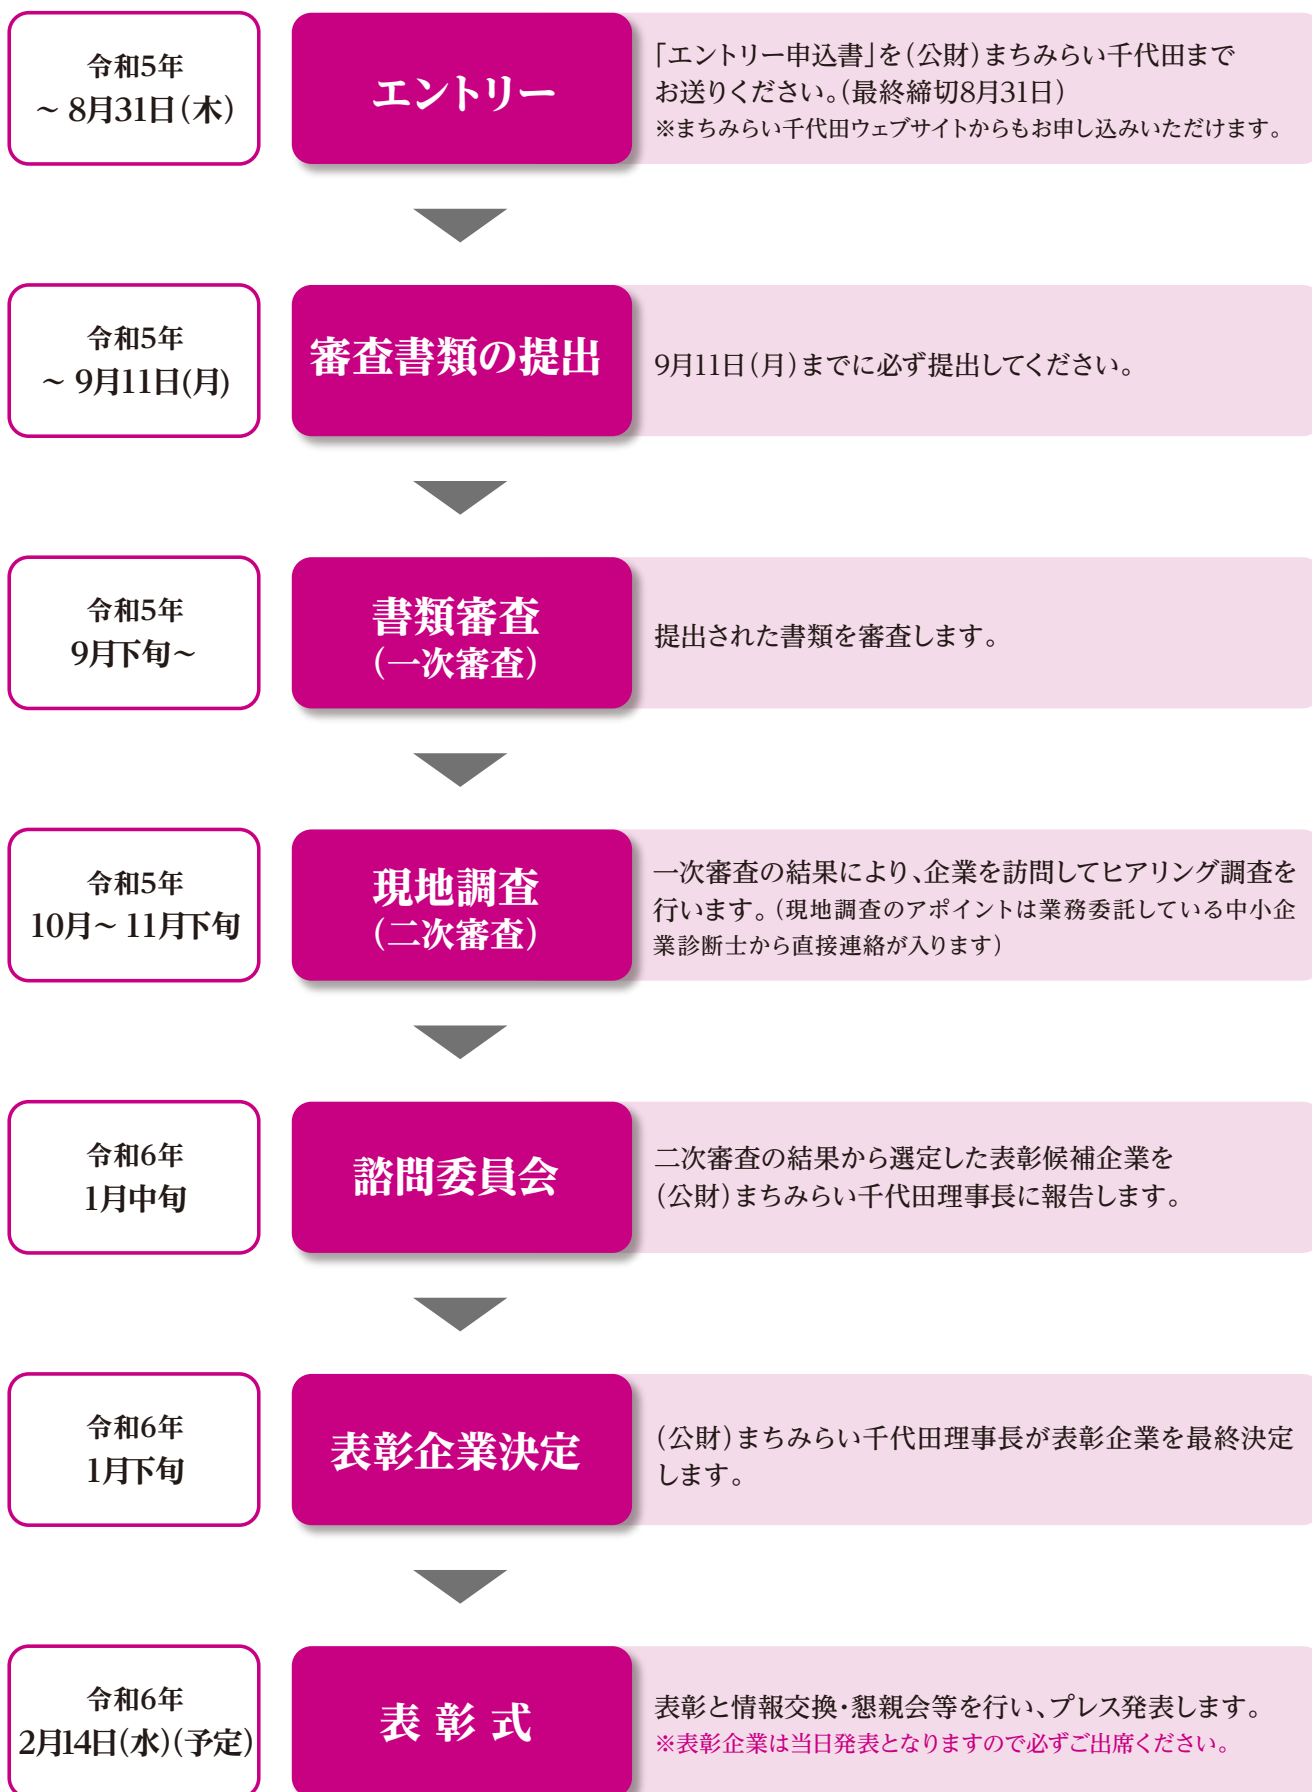 令和5年
～ 8月31日（木）
エントリー
「エントリー申込書」を（公財）まちみらい千代田まで
お送りください。（最終締切8月31日）
※まちみらい千代田ウェブサイトからもお申し込みいただけます。
令和5年
～ 9月11日(月)
審査書類の提出
9月11日（月）までに必ず提出してください。
令和5年
9月下旬～
書類審査
（一次審査）
提出された書類を審査します。
令和5年
10月～ 11月下旬
現地調査
（二次審査）
一次審査の結果により、企業を訪問してヒアリング調査を
行います。（現地調査のアポイントは業務委託している中小企
業診断士から直接連絡が入ります）
令和6年
1月中旬
諮問委員会
二次審査の結果から選定した表彰候補企業を
（公財）まちみらい千代田理事長に報告します。
令和6年
1月下旬
表彰企業決定
（公財）まちみらい千代田理事長が表彰企業を最終決定
します。
令和6年
2月14日(水)(予定)
表 彰 式
表彰と情報交換・懇親会等を行い、プレス発表します。
※表彰企業は当日発表となりますので必ずご出席ください。